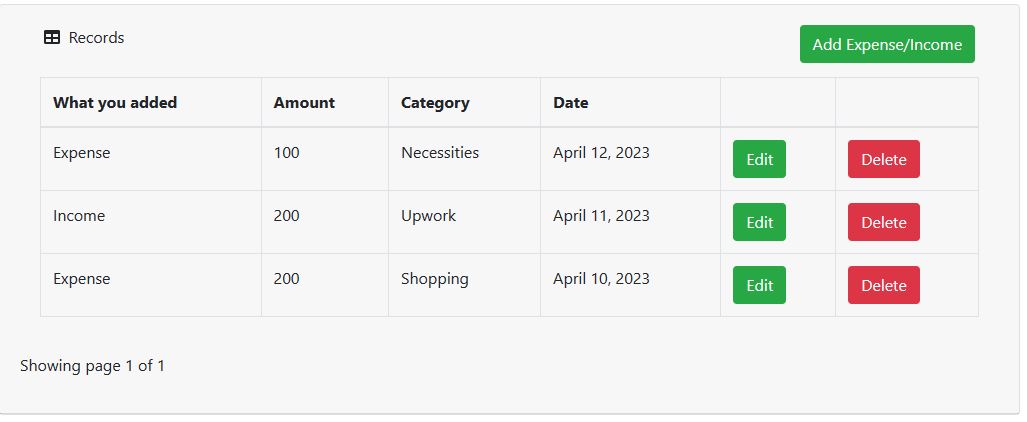 Records
Add Expense/Income
What you added Amount Category Date
Expense 100 Necessities April 12, 2023 Edit Delete
Income 200 Upwork April 11, 2023 Edit Delete
Expense 200 Shopping April 10, 2023 Edit Delete
Showing page 1 of 1